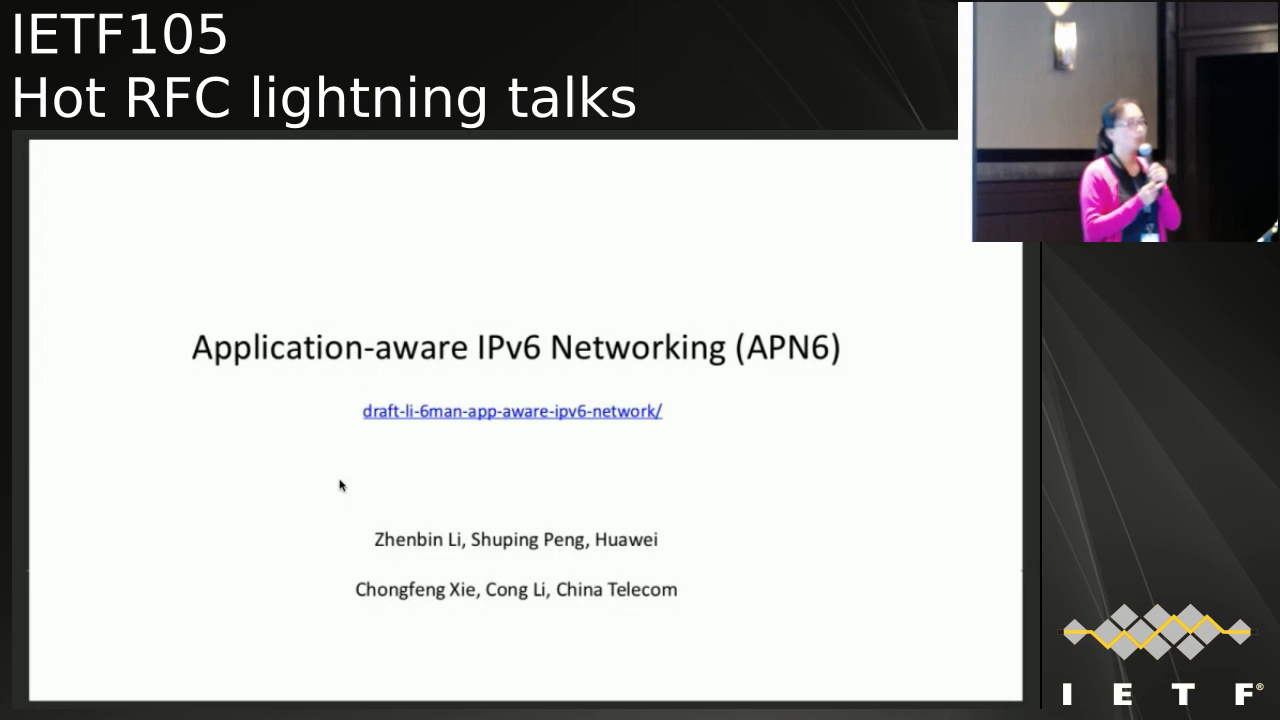 IETF105
Hot RFC lightning talks
Application-aware IPv6 Networking (APN6)
draft-li-6man-app-aware-ipv6-network/
Zhenbin Li, Shuping Peng, Huawei
Chongfeng Xie, Cong Li, China Telecom
I E T F®